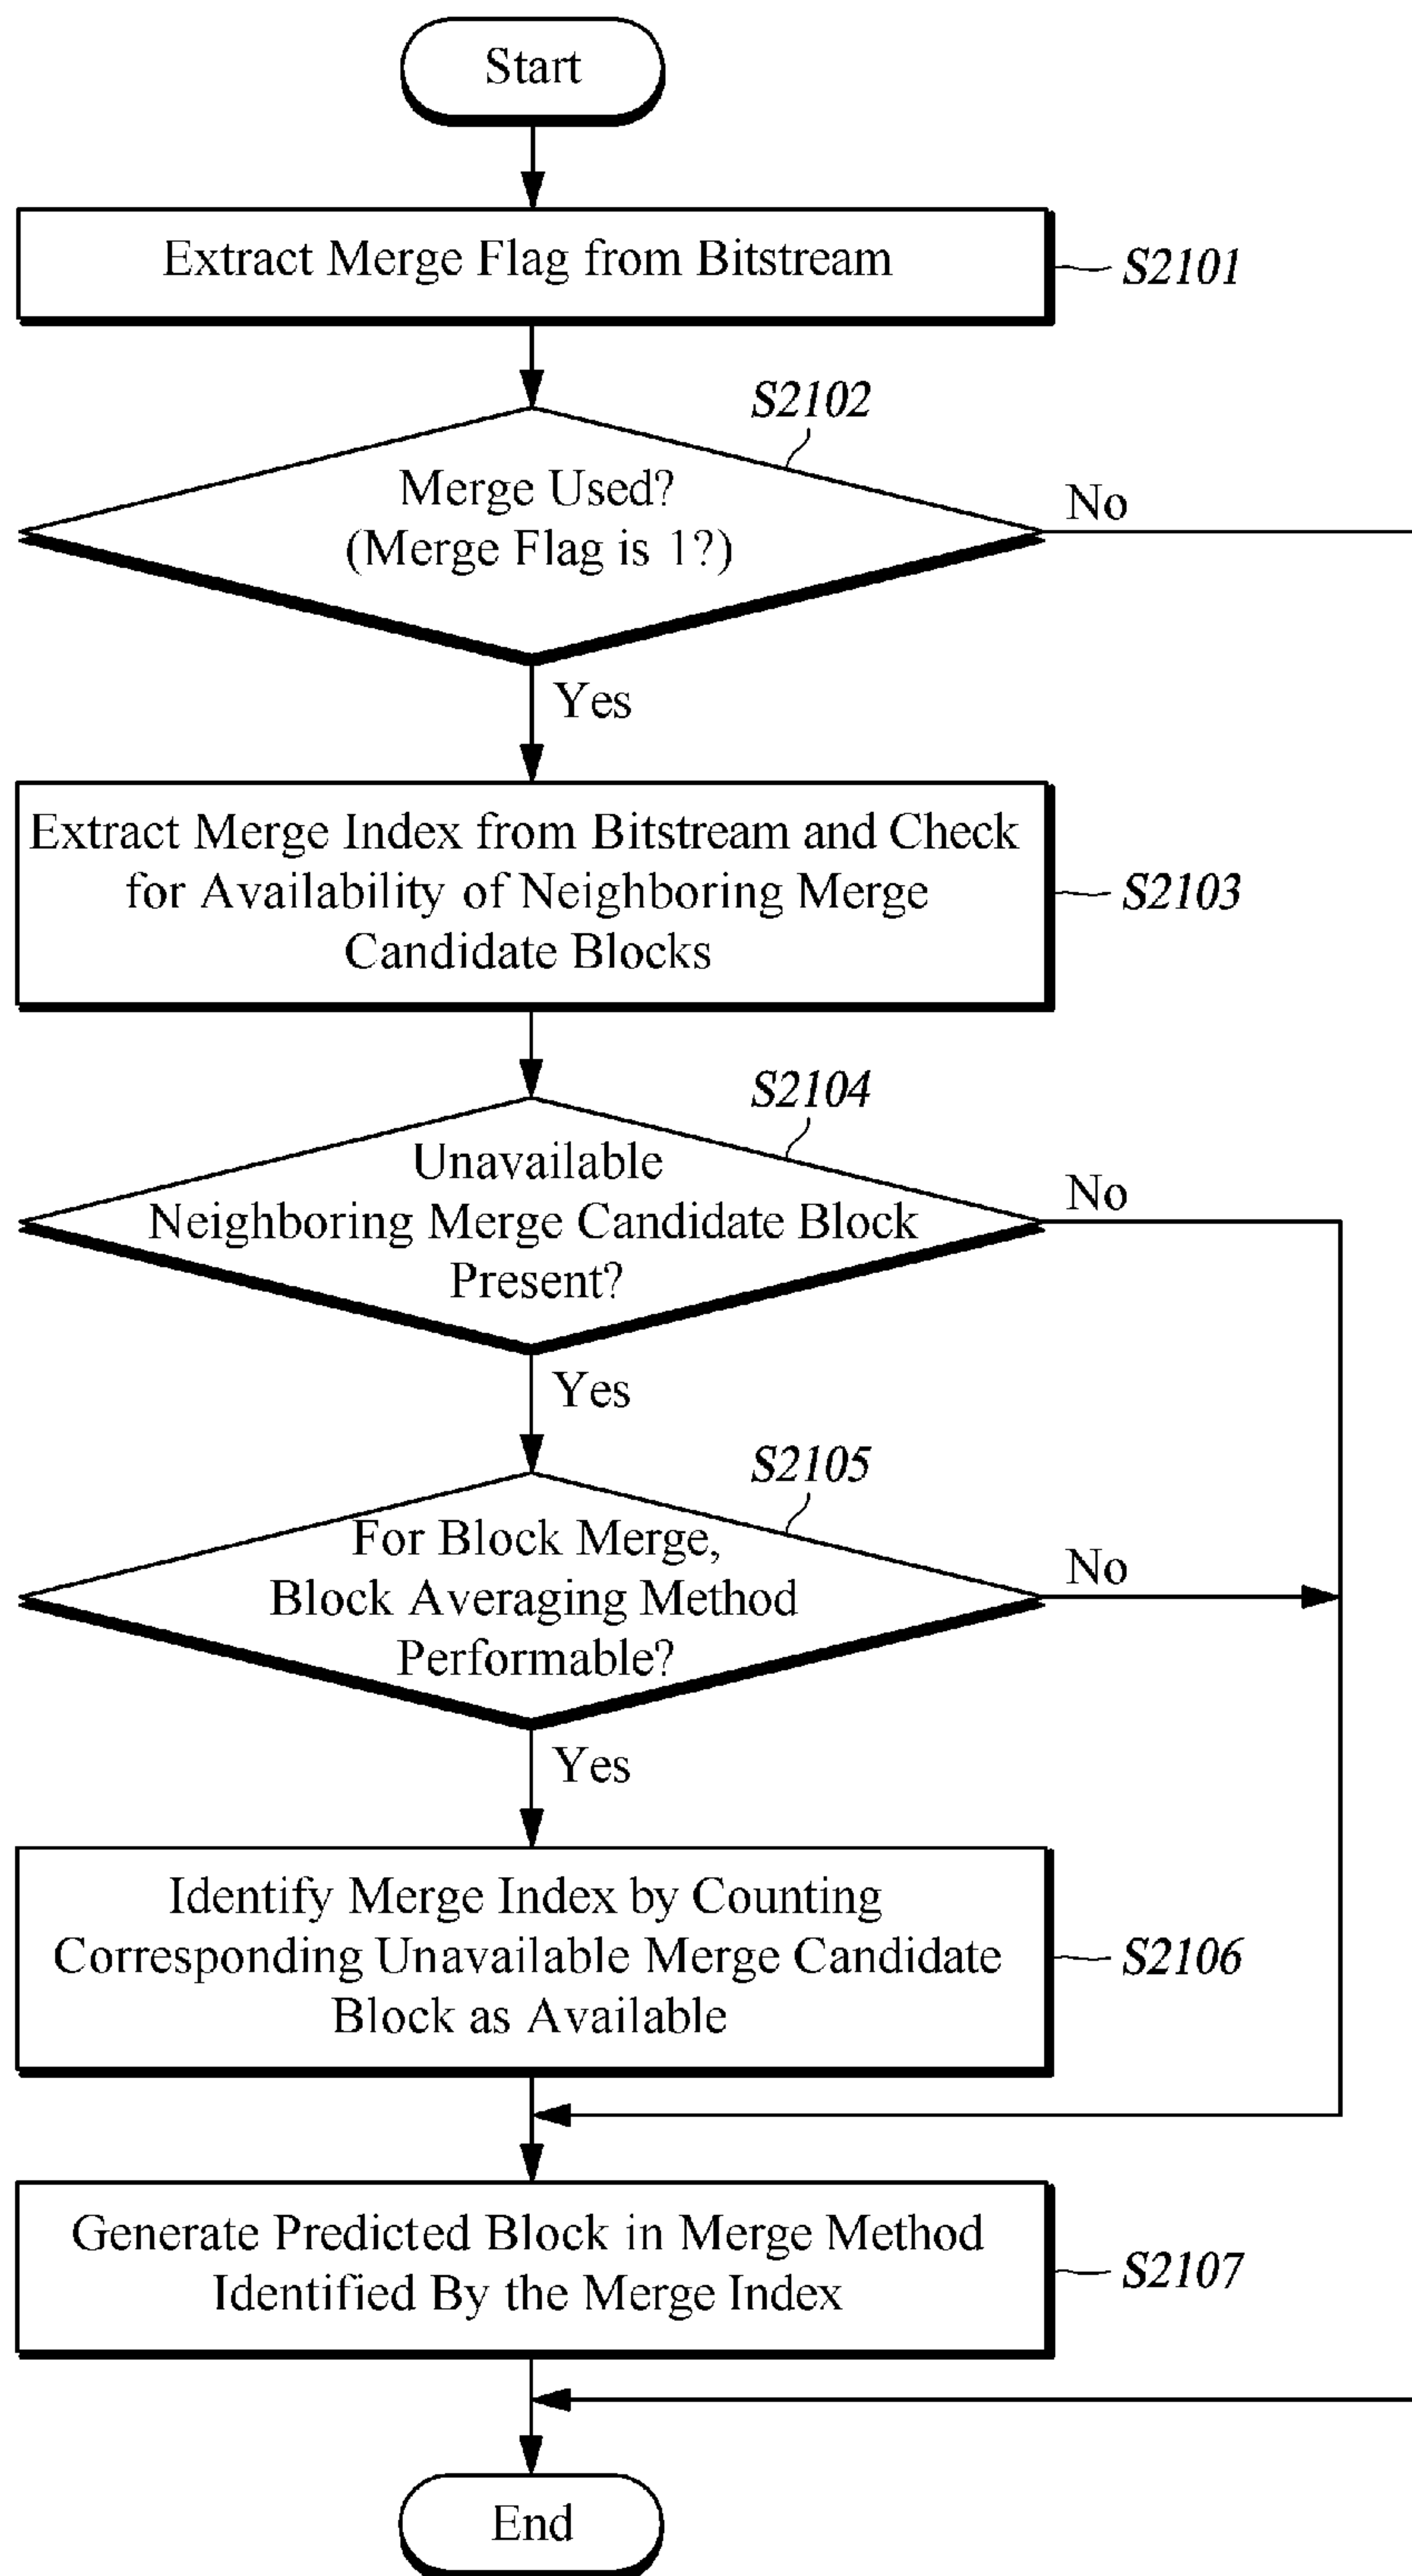 Start
Extract Merge Flag from Bitstream
S2101
S2102
Merge Used?
(Merge Flag is 1?)
No
Yes
Extract Merge Index from Bitstream and Check
for Availability of Neighboring Merge
Candidate Blocks
S2103
S2104
Unavailable
Neighboring Merge Candidate Block
Present?
No
Yes
S2105
For Block Merge,
Block Averaging Method
Performable?
No
Yes
Identify Merge Index by Counting
Corresponding Unavailable Merge Candidate
Block as Available
S2106
Generate Predicted Block in Merge Method
Identified By the Merge Index
S2107
End